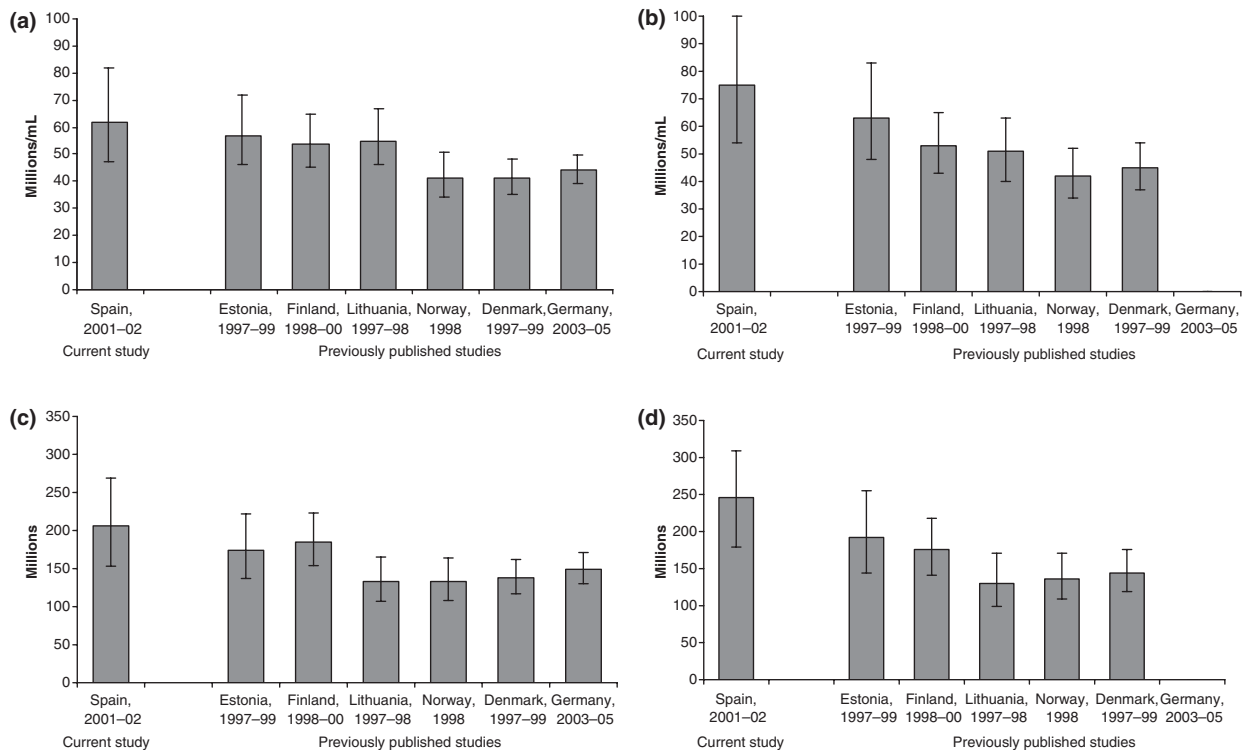 (a)
100
90
80
70
60
50
40
30
20
10
0
Millions/mL
Spain, Estonia, Finland, Lithuania, Norway, Denmark, Germany,
2001–02 1997–99 1998–00 1997–98 1998 1997–99 2003–05
Current study Previously published studies
(b)
100
90
80
70
60
50
40
30
20
10
0
Millions/mL
Spain, Estonia, Finland, Lithuania, Norway, Denmark, Germany,
2001–02 1997–99 1998–00 1997–98 1998 1997–99 2003–05
Current study Previously published studies
(c)
350
300
250
200
150
100
50
0
Millions
Spain, Estonia, Finland, Lithuania, Norway, Denmark, Germany,
2001–02 1997–99 1998–00 1997–98 1998 1997–99 2003–05
Current study Previously published studies
(d)
350
300
250
200
150
100
50
0
Millions
Spain, Estonia, Finland, Lithuania, Norway, Denmark, Germany,
2001–02 1997–99 1998–00 1997–98 1998 1997–99 2003–05
Current study Previously published studies